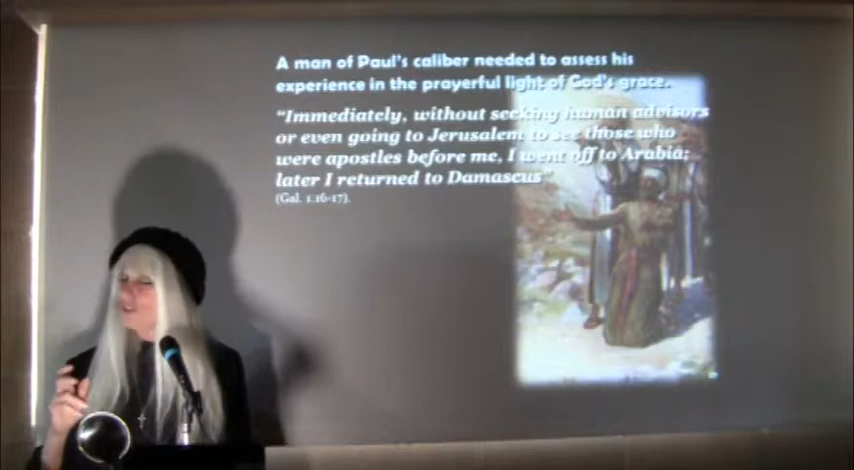 A man of Paul's caliber needed to assess his
experience in the prayerful light of God's grace.
"Immediately, without seeking human advisors
or even going to Jerusalem to see those who
were apostles before me, I went off to Arabia;
later I returned to Damascus"
(Gal. 1:16-17).